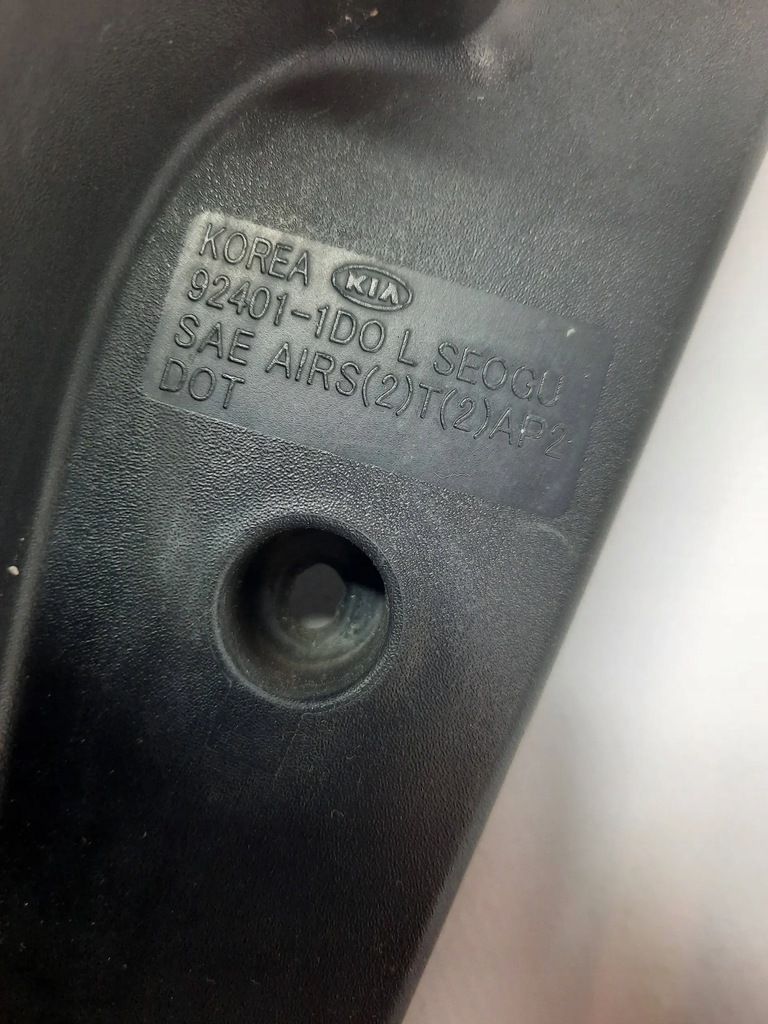 KOREA KIA
92401-1D0 L SEOGU
SAE AIRS(2)T(2)AP2
DOT